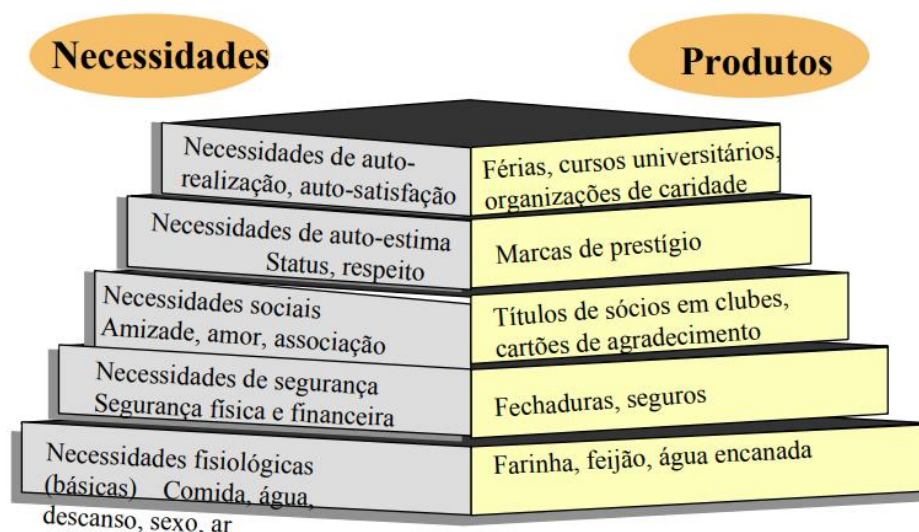 Necessidades
Produtos
Necessidades de auto-
realização, auto-satisfação
Férias, cursos universitários,
organizações de caridade
Necessidades de auto-estima
Status, respeito
Marcas de prestígio
Necessidades sociais
Amizade, amor, associação
Títulos de sócios em clubes,
cartões de agradecimento
Necessidades de segurança
Segurança física e financeira
Fechaduras, seguros
Necessidades fisiológicas
(básicas) Comida, água,
descanso, sexo, ar
Farinha, feijão, água encanada